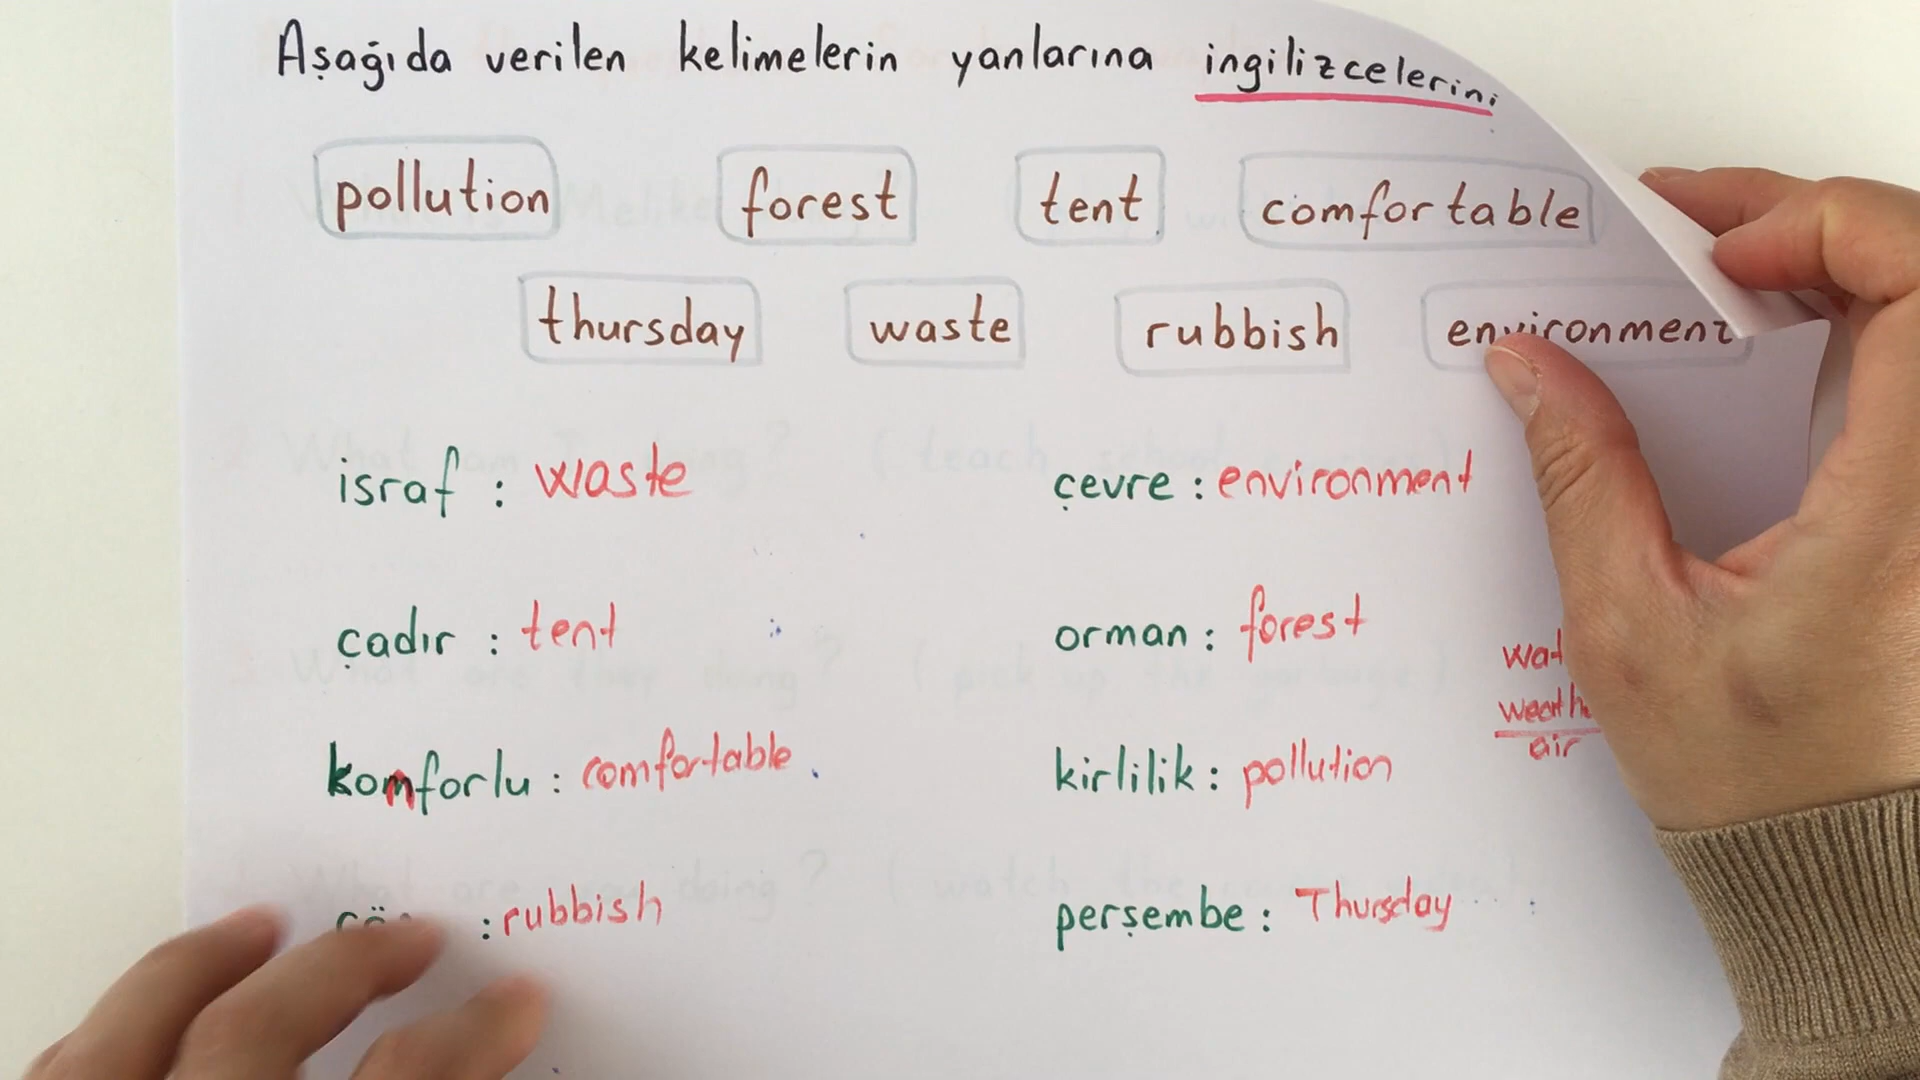 Aşağıda verilen kelimelerin yanlarına ingilizcelerini
pollution forest tent comfortable
thursday waste rubbish environment
israf : waste
çevre : environment
çadır : tent
orman : forest
komforlu : comfortable
kirlilik : pollution
: rubbish
perşembe : Thursday
air